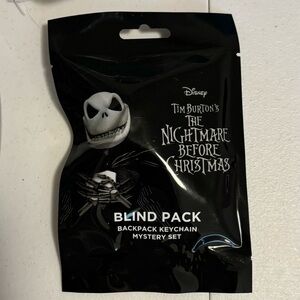 Disney
TIM BURTON'S
THE
NIGHTMARE
BEFORE
CHRISTMAS
BLIND PACK
BACKPACK KEYCHAIN
MYSTERY SET